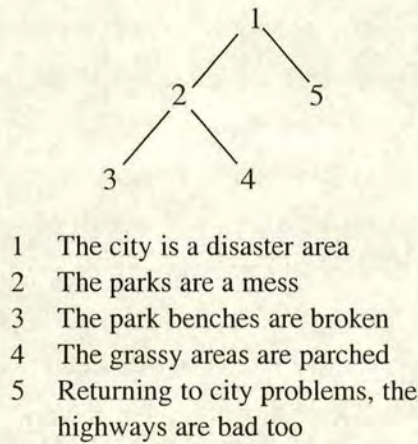 1
2 5
3 4
1 The city is a disaster area
2 The parks are a mess
3 The park benches are broken
4 The grassy areas are parched
5 Returning to city problems, the
highways are bad too